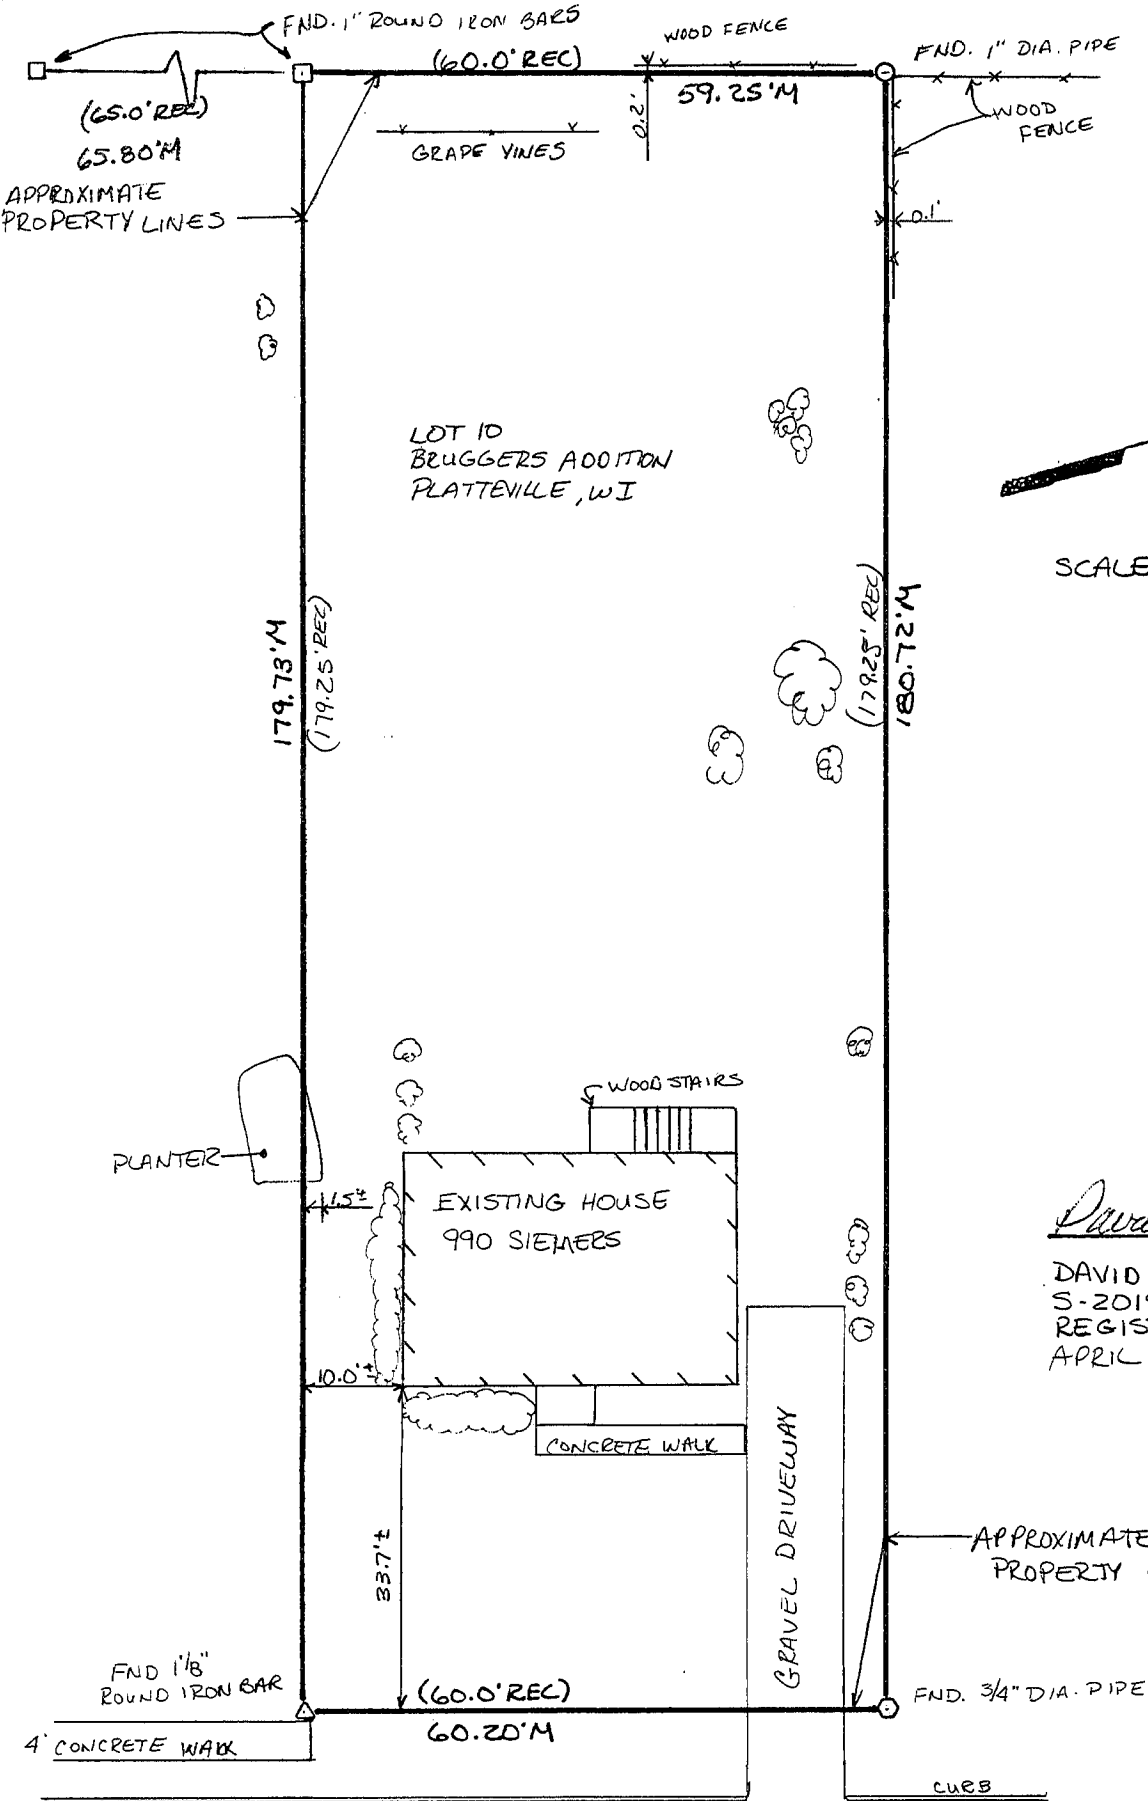 FND. 1" ROUND IRON BARS
(60.0' REC)
WOOD FENCE
FND. 1" DIA. PIPE
59.25'M
(65.0' REC)
65.80'M
0.2'
WOOD
FENCE
GRAPE VINES
APPROXIMATE
PROPERTY LINES
0.1'
LOT 10
BRUGGERS ADDITION
PLATTEVILLE, WI
SCALE
179.73'M
(179.25' REC)
(179.25' REC)
180.72'M
WOOD STAIRS
PLANTER
1.5'±
EXISTING HOUSE
990 SIEMERS
DAVID
S-201
REGIS
APRIL
10.0'±
CONCRETE WALK
GRAVEL DRIVEWAY
33.7'±
APPROXIMATE
PROPERTY
FND 1 1/8"
ROUND IRON BAR
(60.0' REC)
60.20'M
FND. 3/4" DIA. PIPE
4' CONCRETE WALK
CURB